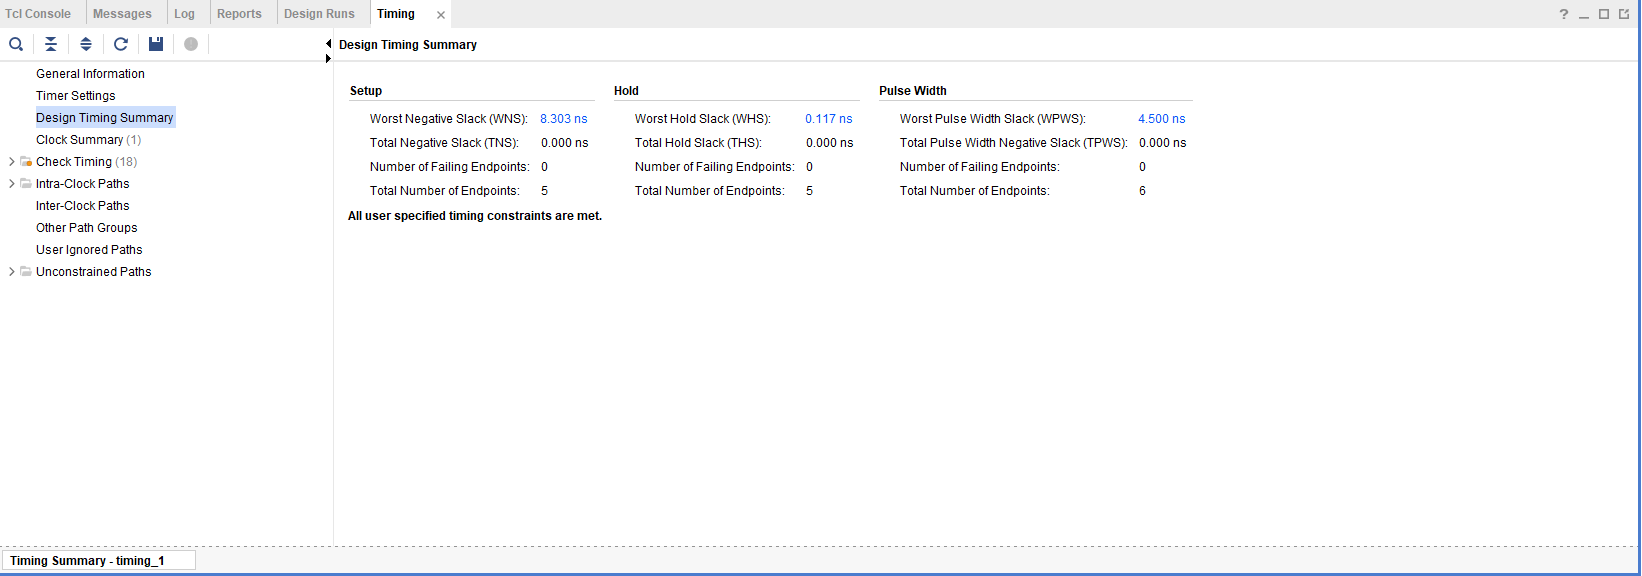 Tcl Console Messages Log Reports Design Runs Timing
Design Timing Summary
General Information
Timer Settings
Design Timing Summary
Clock Summary (1)
Check Timing (18)
Intra-Clock Paths
Inter-Clock Paths
Other Path Groups
User Ignored Paths
Unconstrained Paths
Setup
Worst Negative Slack (WNS): 8.303 ns
Total Negative Slack (TNS): 0.000 ns
Number of Failing Endpoints: 0
Total Number of Endpoints: 5
Hold
Worst Hold Slack (WHS): 0.117 ns
Total Hold Slack (THS): 0.000 ns
Number of Failing Endpoints: 0
Total Number of Endpoints: 5
Pulse Width
Worst Pulse Width Slack (WPWS): 4.500 ns
Total Pulse Width Negative Slack (TPWS): 0.000 ns
Number of Failing Endpoints: 0
Total Number of Endpoints: 6
All user specified timing constraints are met.
Timing Summary - timing_1